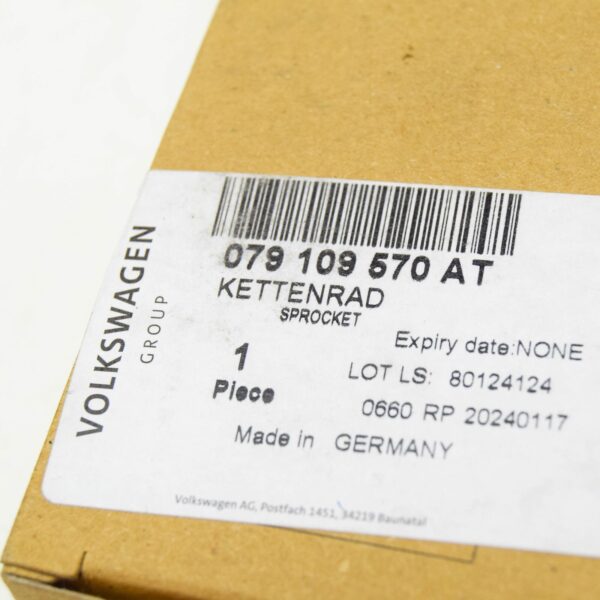 VOLKSWAGEN
GROUP
079 109 570 AT
KETTENRAD
SPROCKET
Expiry date:NONE
1
Piece
LOT LS: 80124124
0660 RP 20240117
Made in GERMANY
Volkswagen AG, Postfach 1451, 34219 Baunatal